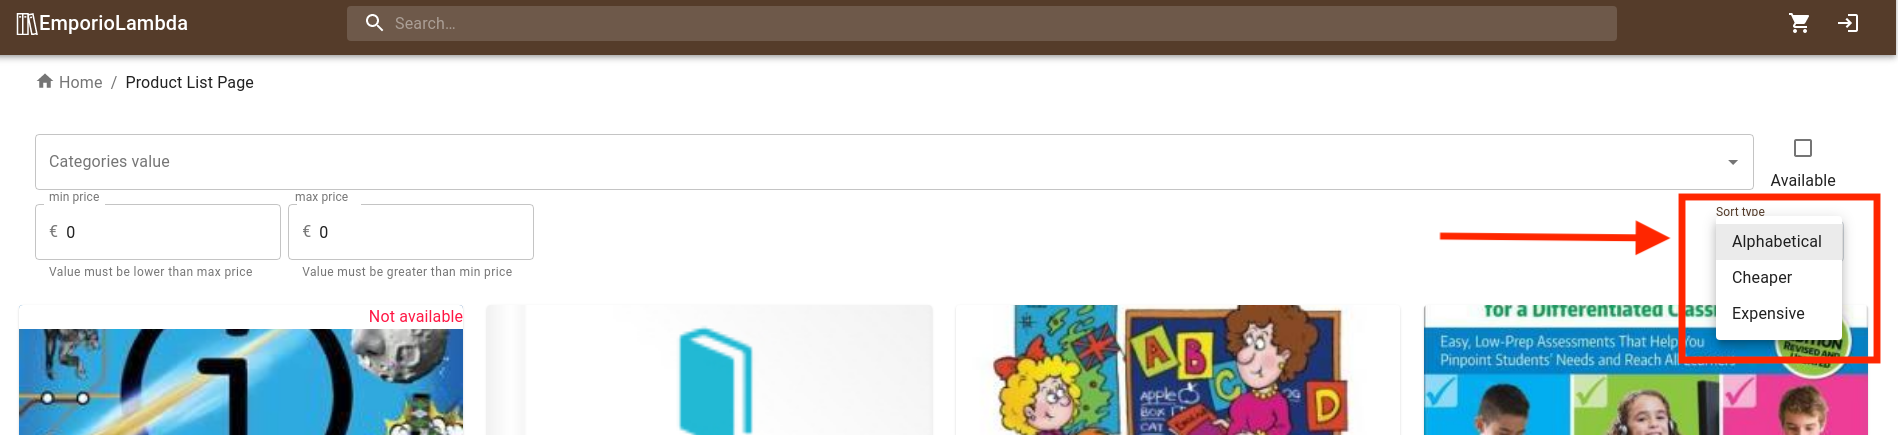 EmporioLambda
Search...
Home / Product List Page
Categories value
Available
min price
max price
Sort type
€ 0
€ 0
Value must be lower than max price
Value must be greater than min price
Alphabetical
Cheaper
Expensive
Not available
i
A
B
C
D
APPLE
BOX
CAT
for a Differentiated Class
Easy, Low-Prep Assessments That Help You
Pinpoint Students' Needs and Reach All Learners
REVISED AND